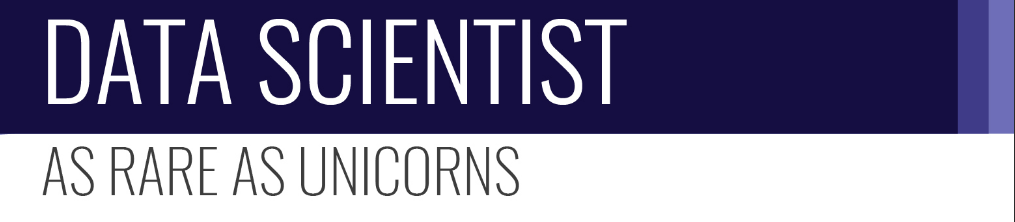 DATA SCIENTIST
AS RARE AS UNICORNS